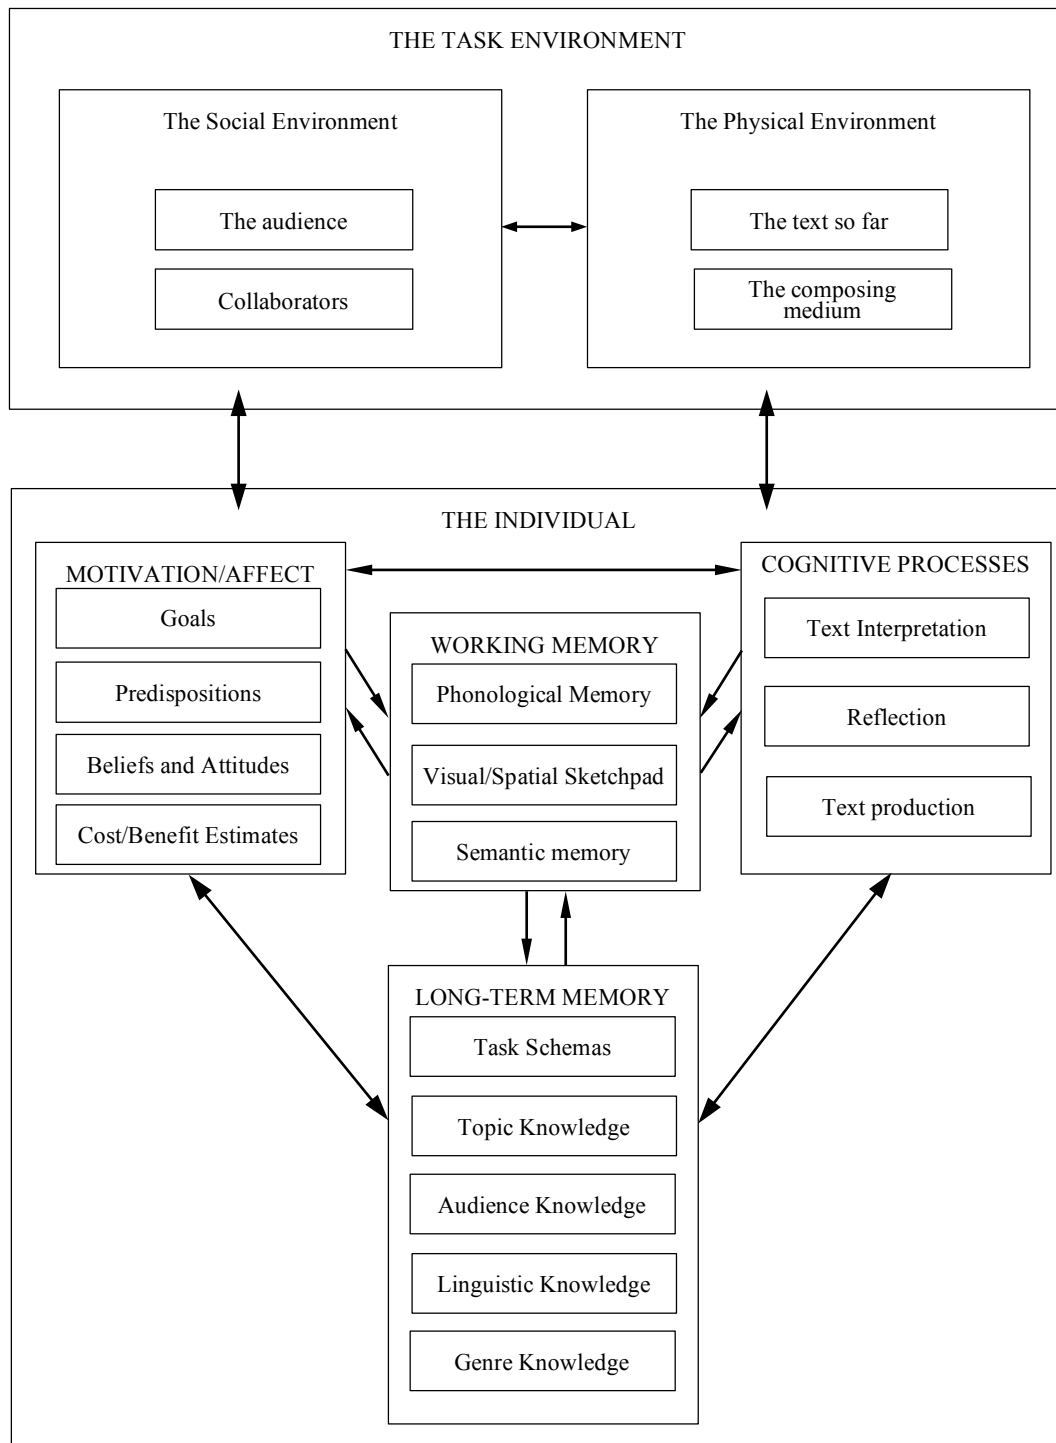 THE TASK ENVIRONMENT
The Social Environment
The audience
Collaborators
The Physical Environment
The text so far
The composing
medium
THE INDIVIDUAL
MOTIVATION/AFFECT
Goals
Predispositions
Beliefs and Attitudes
Cost/Benefit Estimates
WORKING MEMORY
Phonological Memory
Visual/Spatial Sketchpad
Semantic memory
COGNITIVE PROCESSES
Text Interpretation
Reflection
Text production
LONG-TERM MEMORY
Task Schemas
Topic Knowledge
Audience Knowledge
Linguistic Knowledge
Genre Knowledge